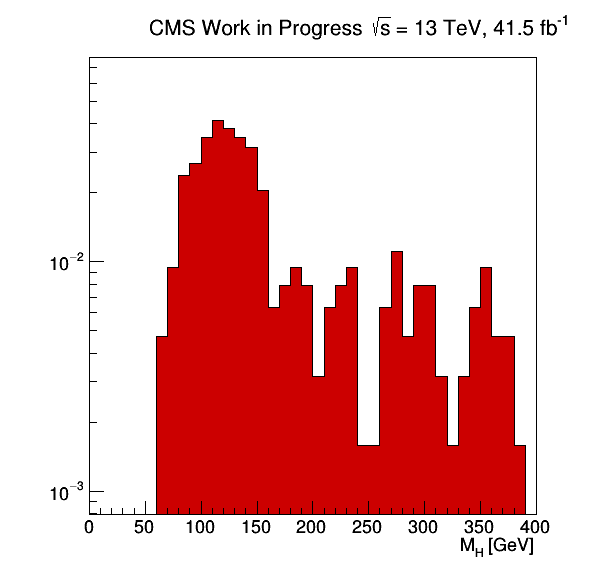 CMS Work in Progress √s = 13 TeV, 41.5 fb⁻¹
10⁻²
10⁻³
0 50 100 150 200 250 300 350 400
M_H [GeV]